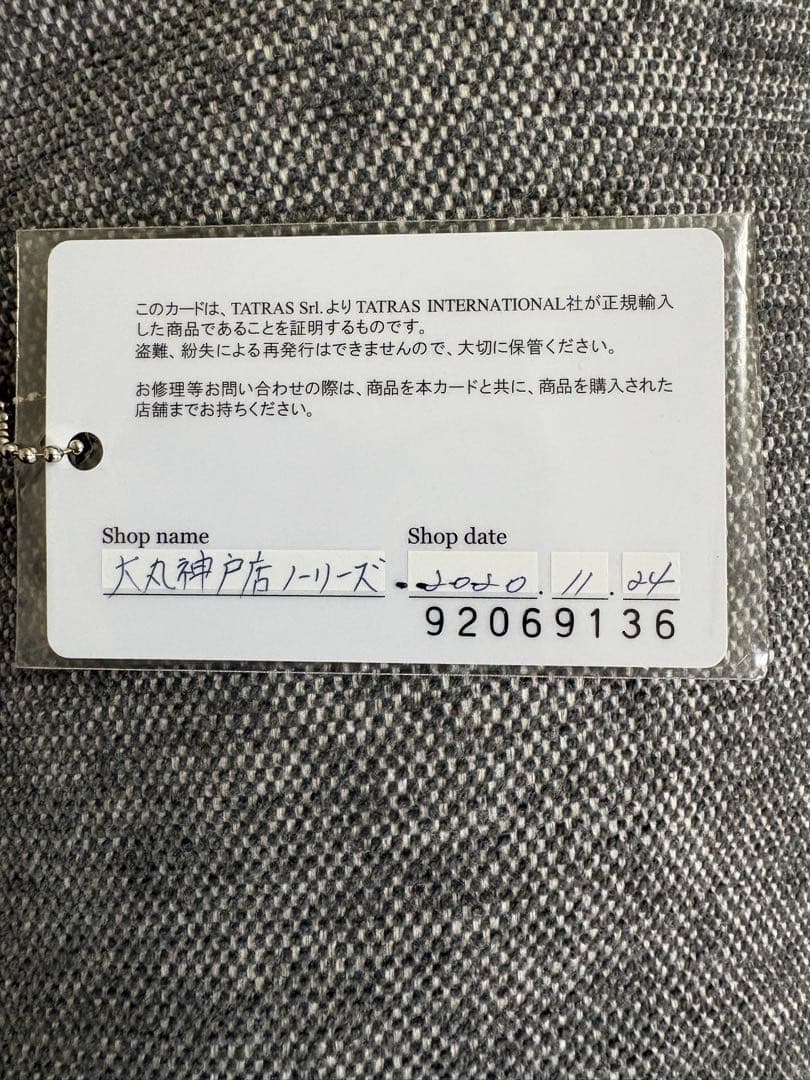 このカードは、TATRAS Srl.よりTATRAS INTERNATIONAL社が正規輸入
した商品であることを証明するものです。
盗難、紛失による再発行はできませんので、大切に保管ください。
お修理等お問い合わせの際は、商品を本カードと共に、商品を購入された
店舗までお持ちください。
Shop name Shop date
大丸神戸店ノーリーズ 2020. 11. 24
92069136